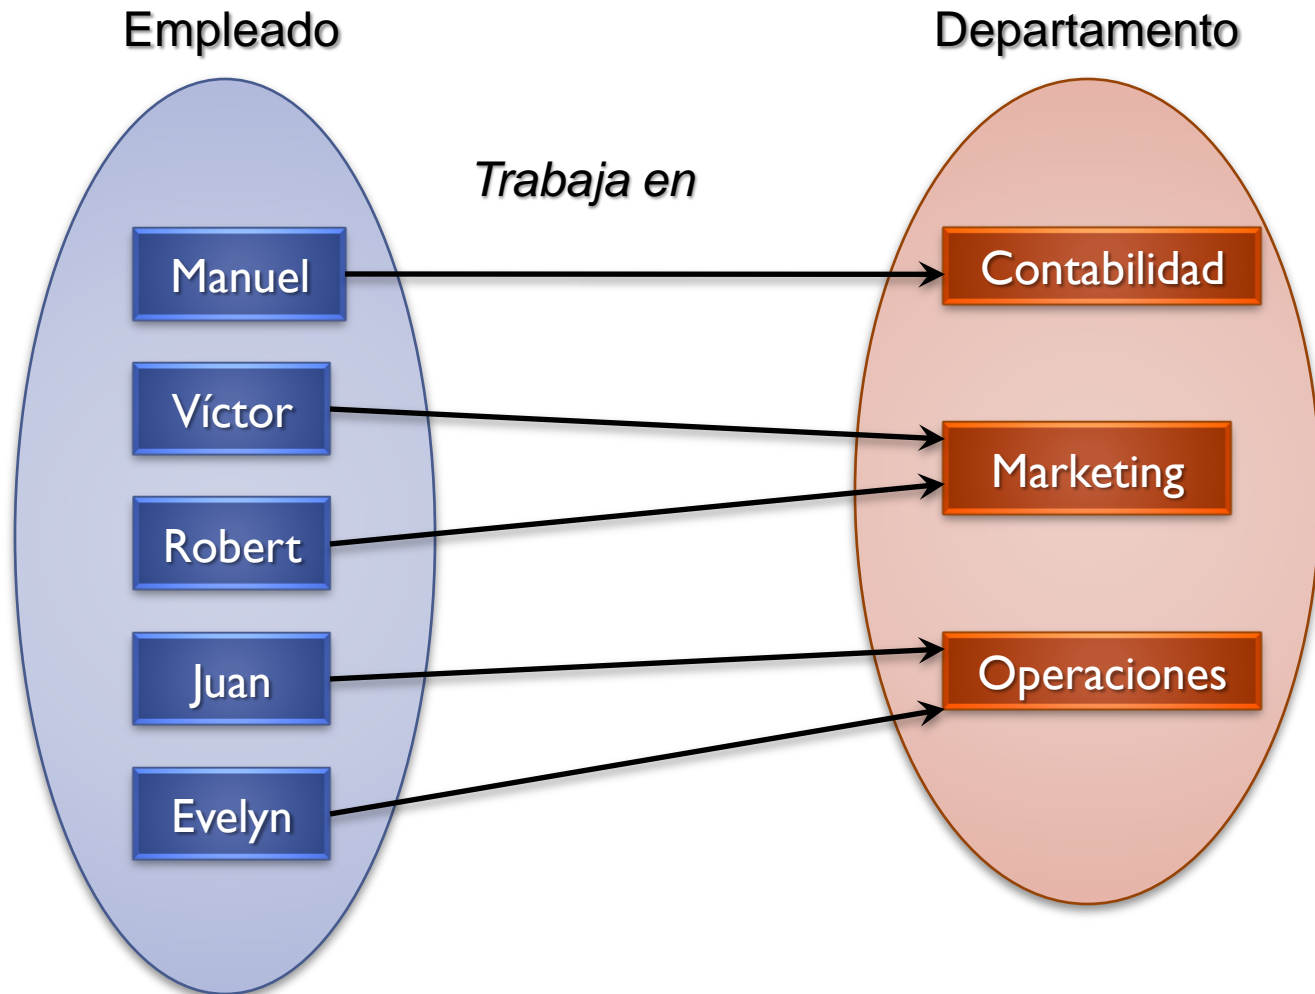 Empleado
Departamento
Trabaja en
Manuel
Contabilidad
Víctor
Marketing
Robert
Juan
Operaciones
Evelyn